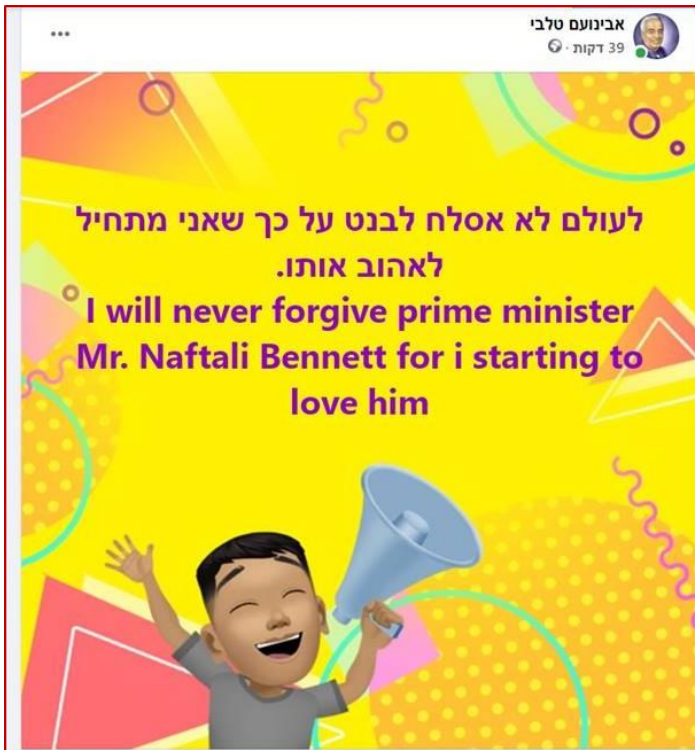 אבינועם טלבי
39 דקות ·
לעולם לא אסלח לבנט על כך שאני מתחיל
לאהוב אותו.
I will never forgive prime minister
Mr. Naftali Bennett for i starting to
love him